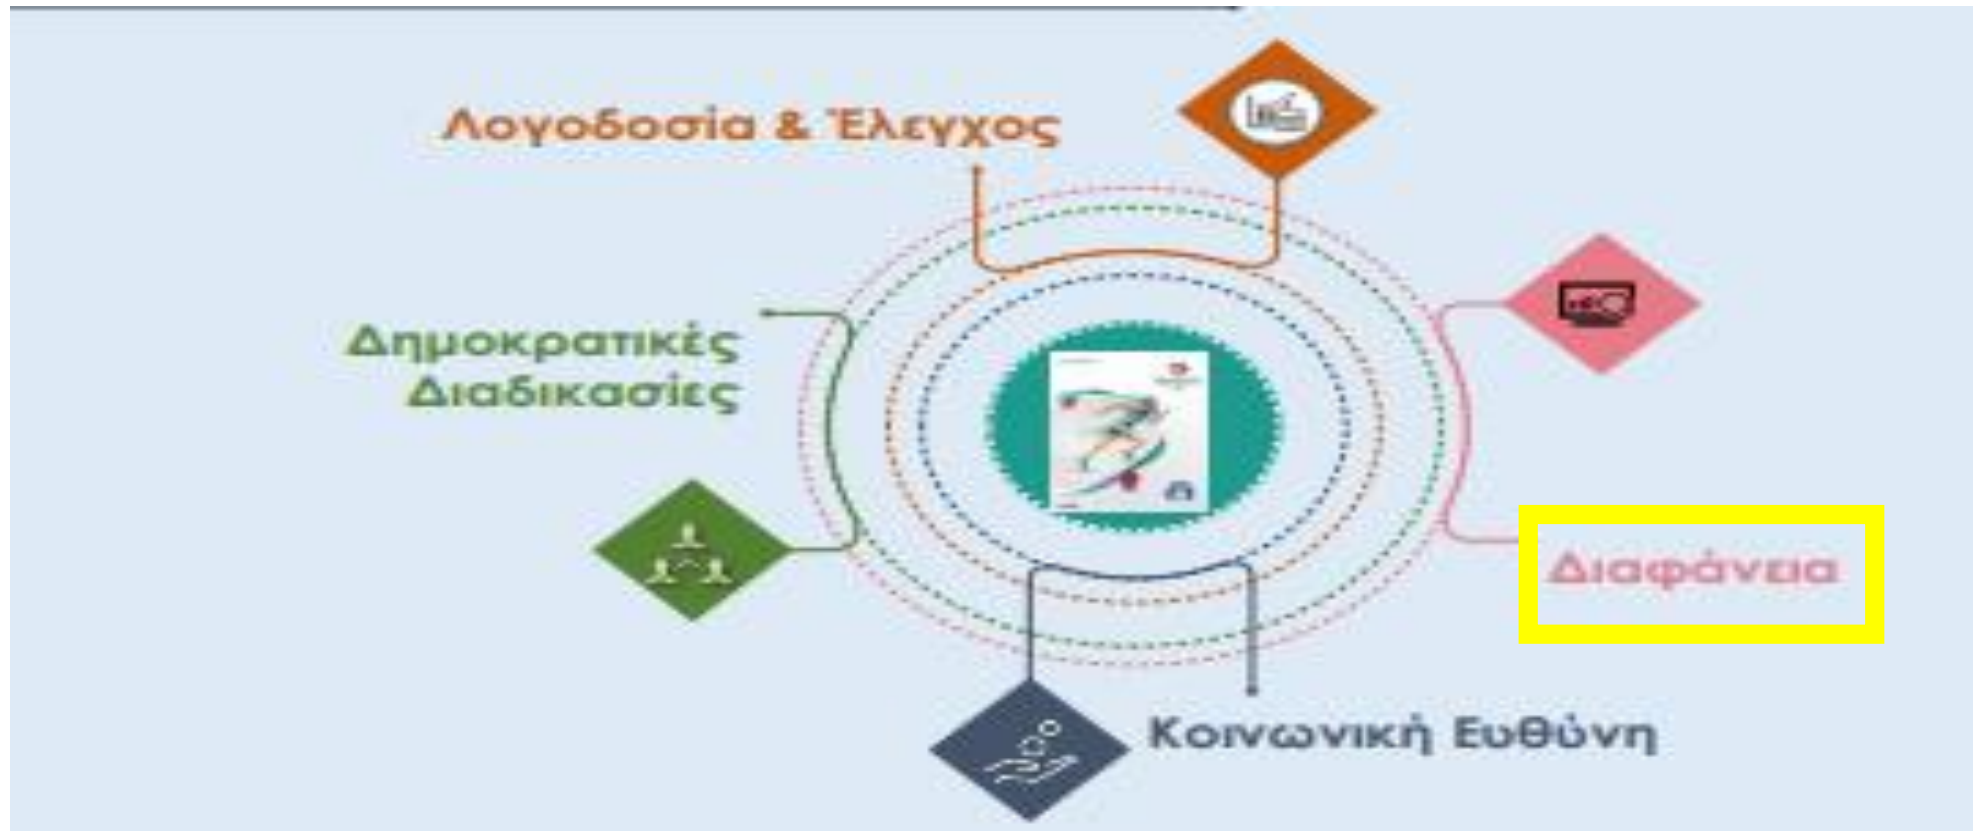 Λογοδοσία & Έλεγχος
Δημοκρατικές
Διαδικασίες
Διαφάνεια
Κοινωνική Ευθύνη